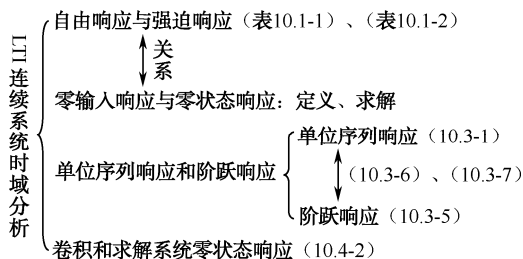 LTI连续系统时域分析
自由响应与强迫响应（表10.1-1）、（表10.1-2）
关系
零输入响应与零状态响应：定义、求解
单位序列响应和阶跃响应
单位序列响应（10.3-1）
（10.3-6）、（10.3-7）
阶跃响应（10.3-5）
卷积和求解系统零状态响应（10.4-2）